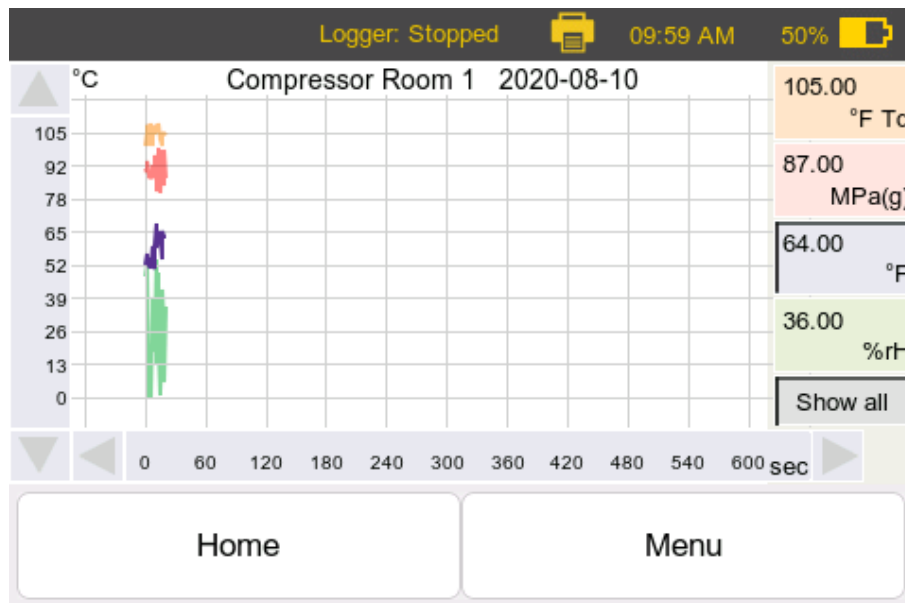 Logger: Stopped 09:59 AM 50%
°C Compressor Room 1 2020-08-10
105
92
78
65
52
39
26
13
0
105.00
°F Td
87.00
MPa(g)
64.00
°F
36.00
%rH
Show all
0 60 120 180 240 300 360 420 480 540 600 sec
Home Menu